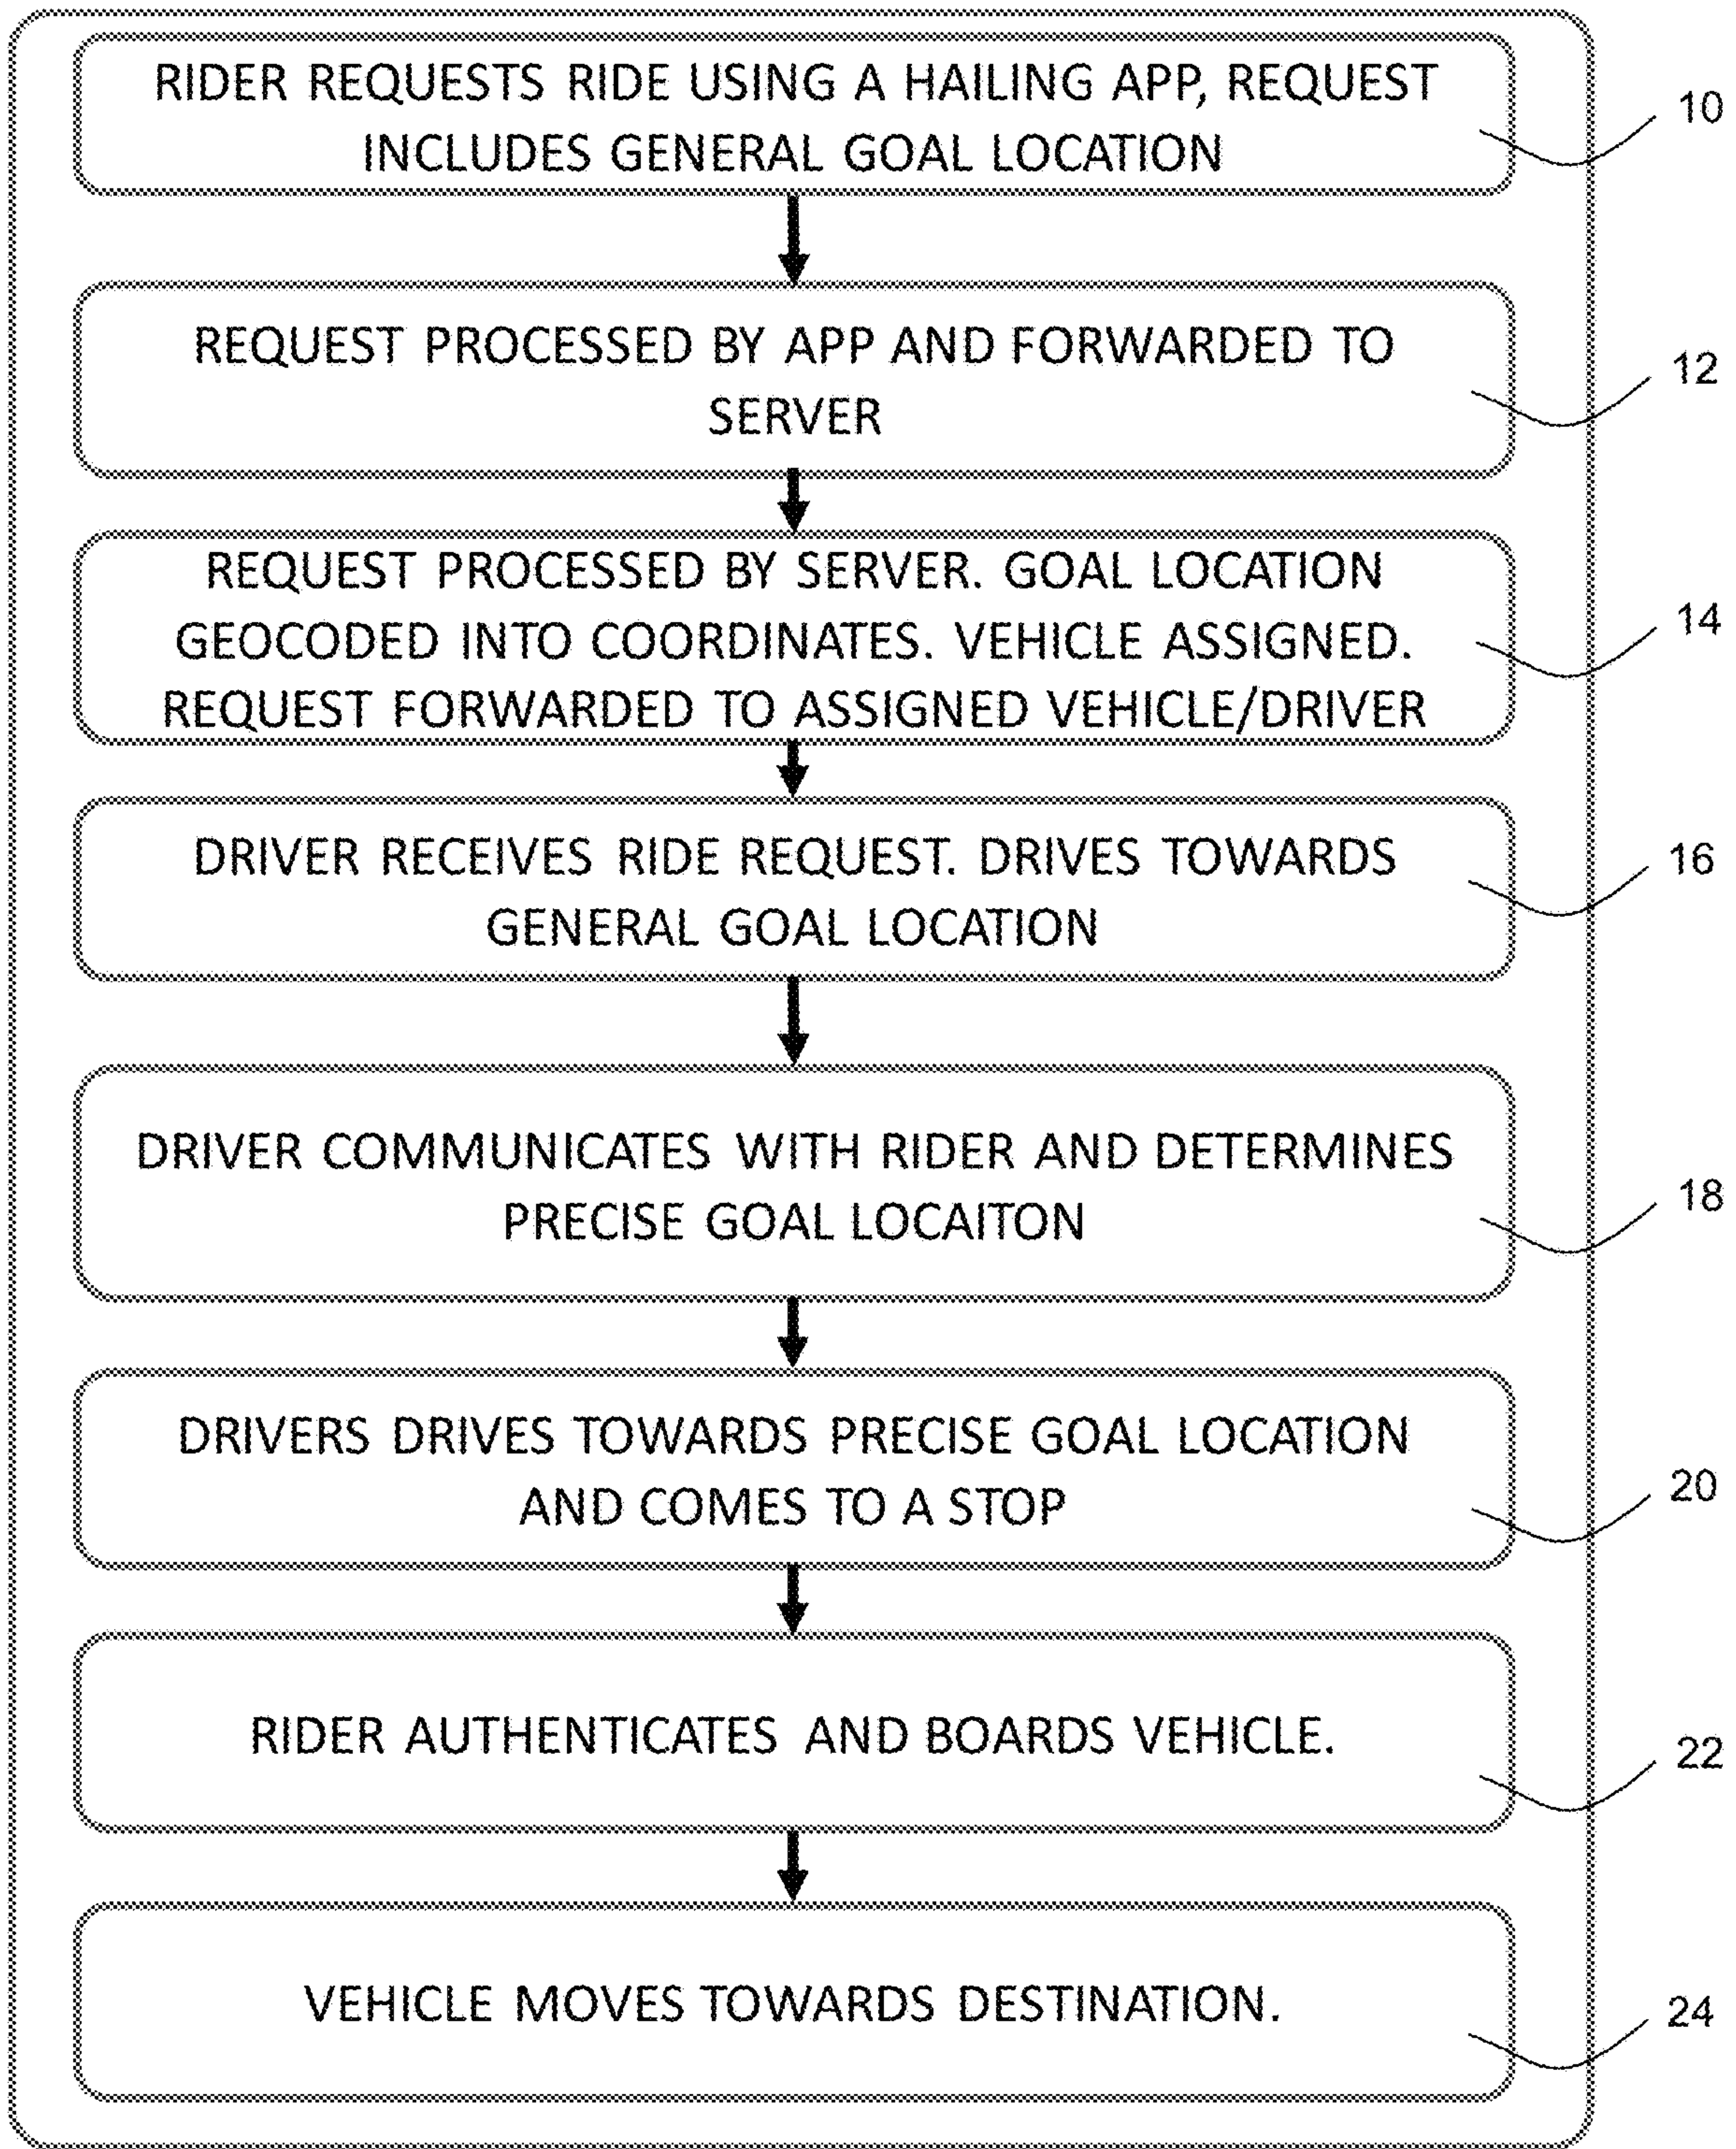 RIDER REQUESTS RIDE USING A HAILING APP, REQUEST
INCLUDES GENERAL GOAL LOCATION
10
REQUEST PROCESSED BY APP AND FORWARDED TO
SERVER
12
REQUEST PROCESSED BY SERVER. GOAL LOCATION
GEOCODED INTO COORDINATES. VEHICLE ASSIGNED.
REQUEST FORWARDED TO ASSIGNED VEHICLE/DRIVER
14
DRIVER RECEIVES RIDE REQUEST. DRIVES TOWARDS
GENERAL GOAL LOCATION
16
DRIVER COMMUNICATES WITH RIDER AND DETERMINES
PRECISE GOAL LOCAITON
18
DRIVERS DRIVES TOWARDS PRECISE GOAL LOCATION
AND COMES TO A STOP
20
RIDER AUTHENTICATES AND BOARDS VEHICLE.
22
VEHICLE MOVES TOWARDS DESTINATION.
24